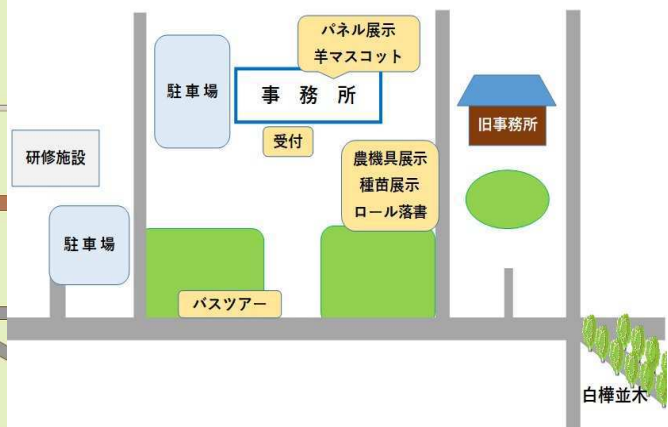 パネル展示
羊マスコット
駐車場
事務所
旧事務所
受付
研修施設
農機具展示
種苗展示
ロール落書
駐車場
バスツアー
白樺並木